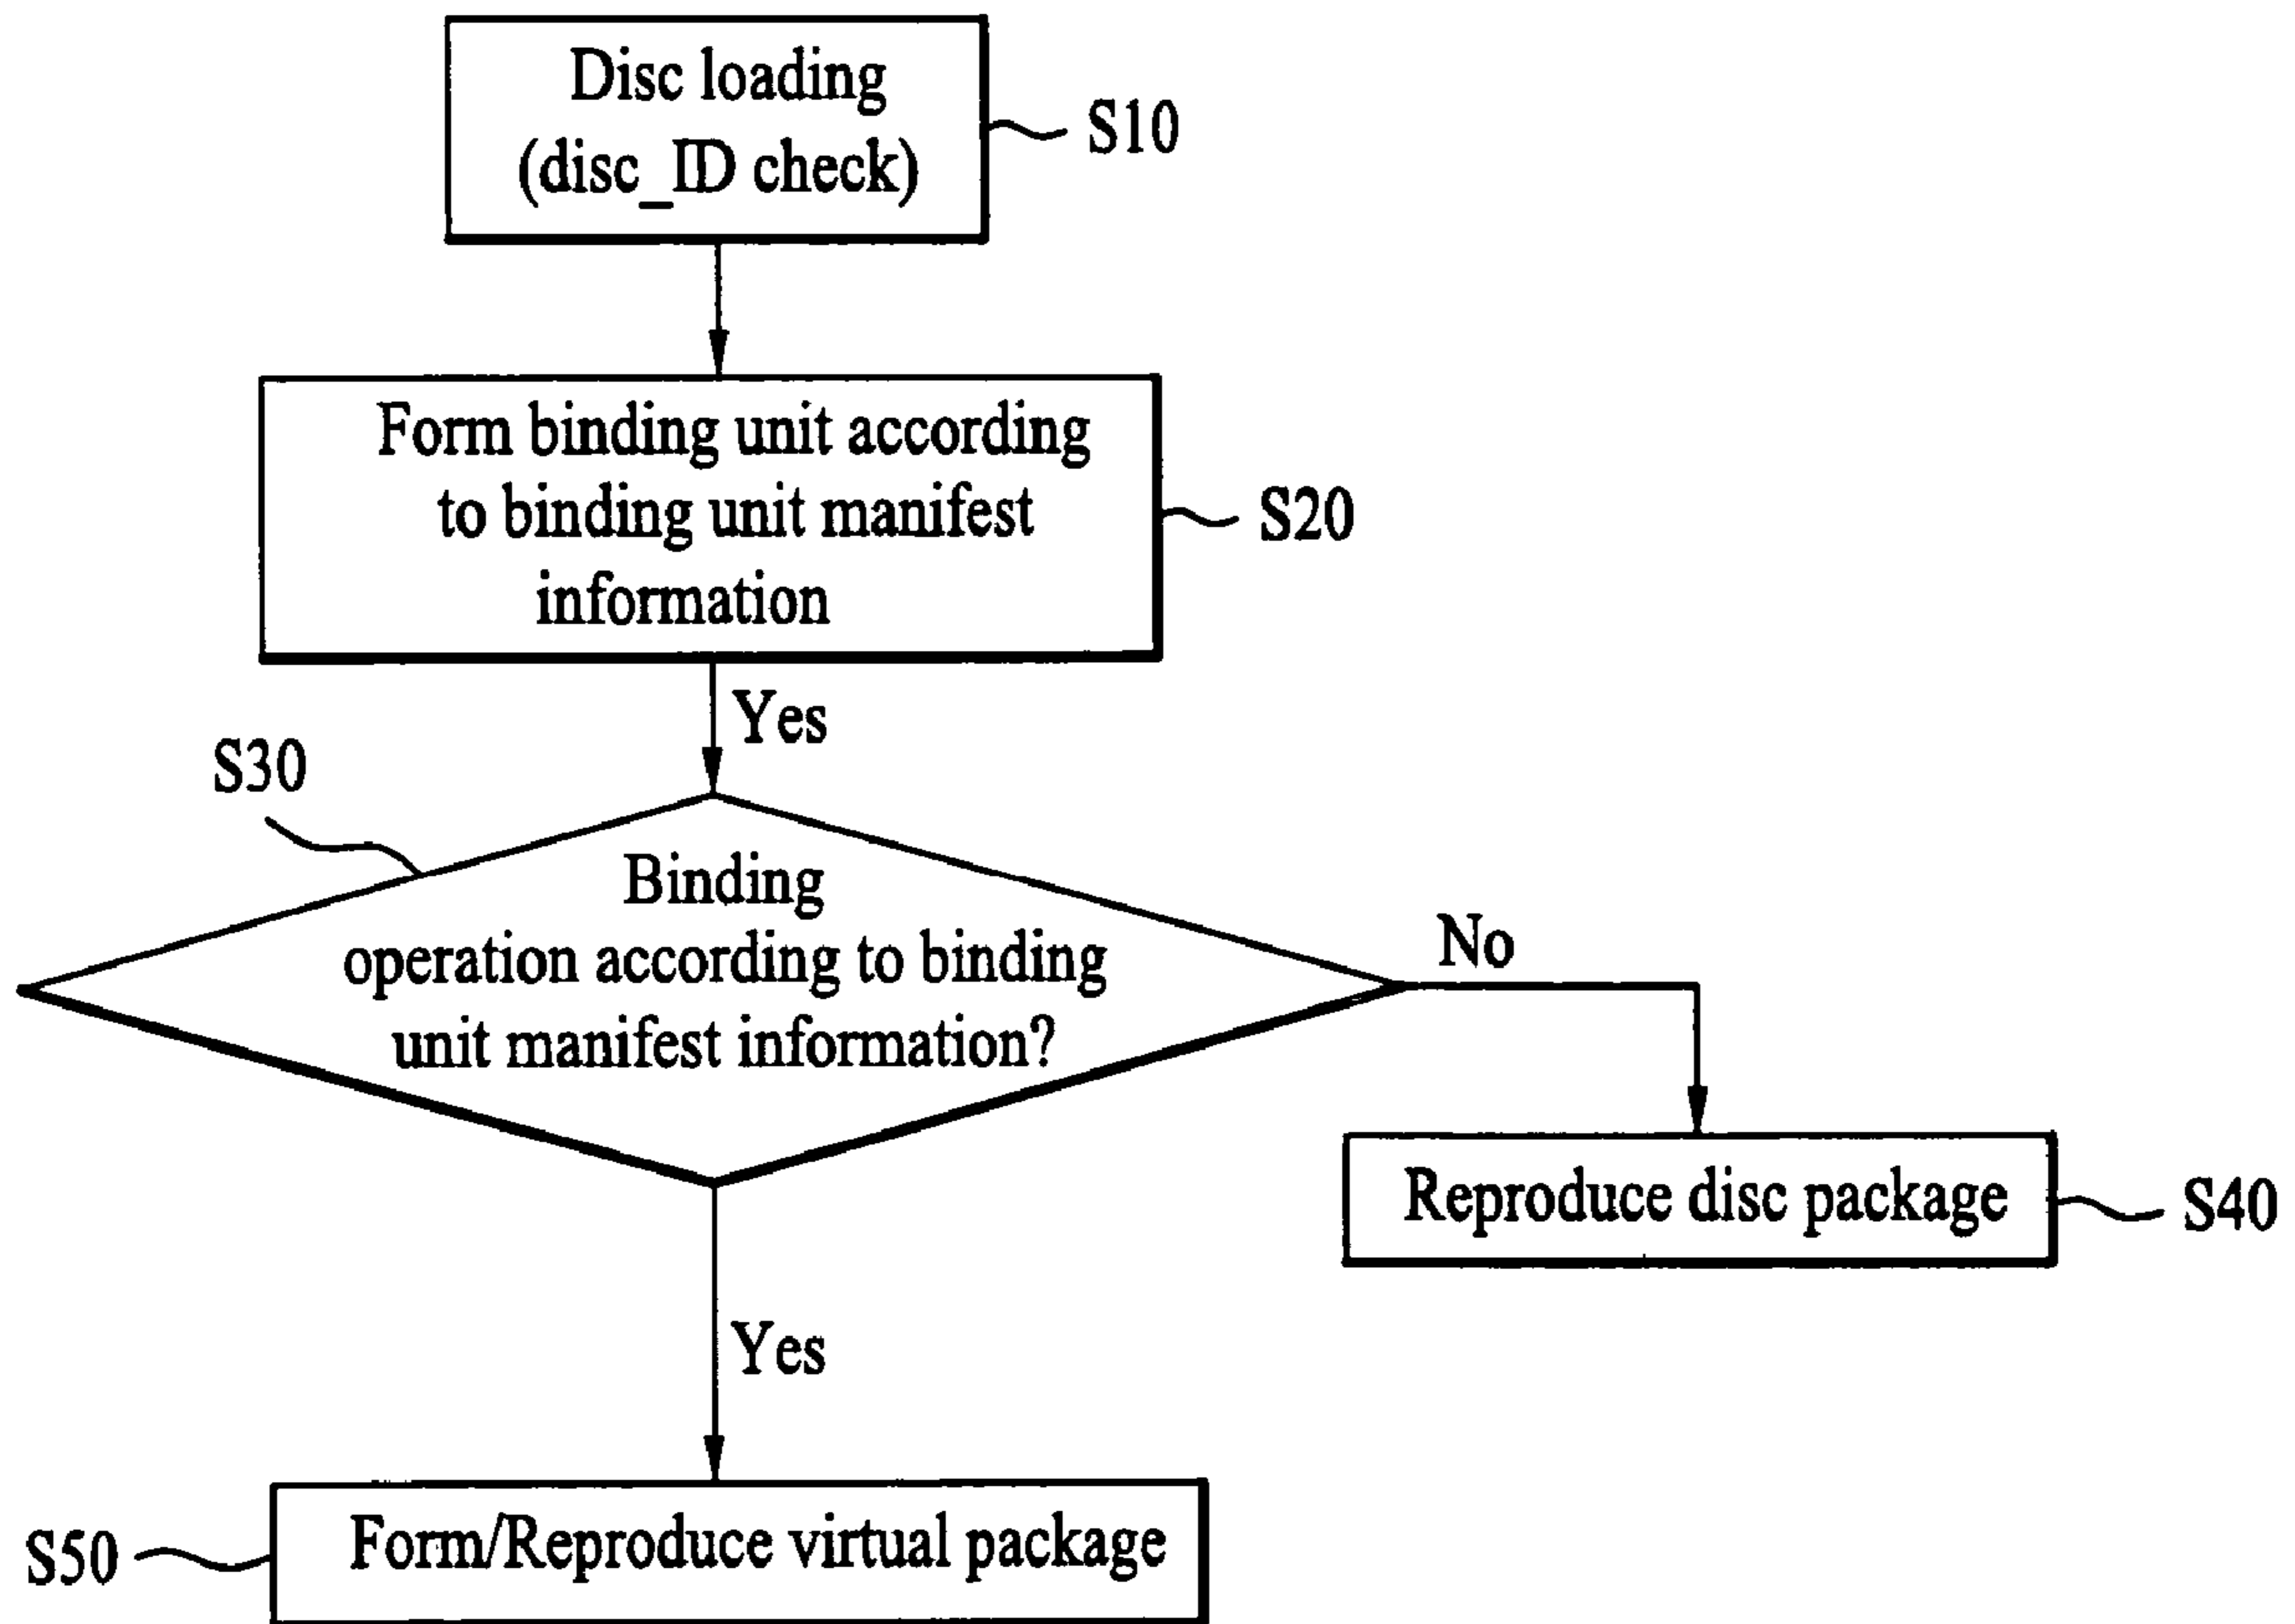 Disc loading
(disc_ID check)
S10
Form binding unit according
to binding unit manifest
information
S20
Yes
S30
Binding
operation according to binding
unit manifest information?
No
Reproduce disc package
S40
Yes
Form/Reproduce virtual package
S50